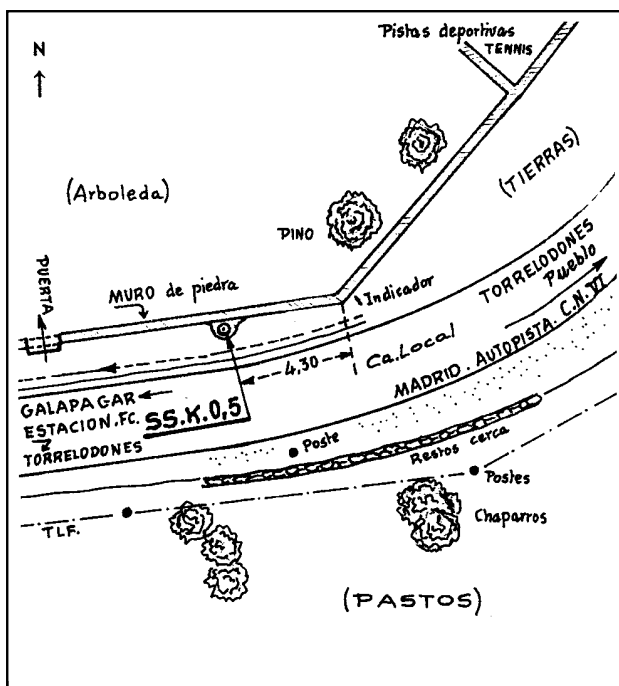 Pistas deportivas
TENNIS
N
(Arboleda)
(TIERRAS)
PINO
PUERTA
MURO de piedra
Indicador
TORRELODONES
Pueblo
4,30
Ca.Local
MADRID. AUTOPISTA. C.N.VI
GALAPAGAR
ESTACION.FC.
SS.K.0,5
TORRELODONES
Poste
Restos cerca
Postes
TLF.
Chaparros
(PASTOS)